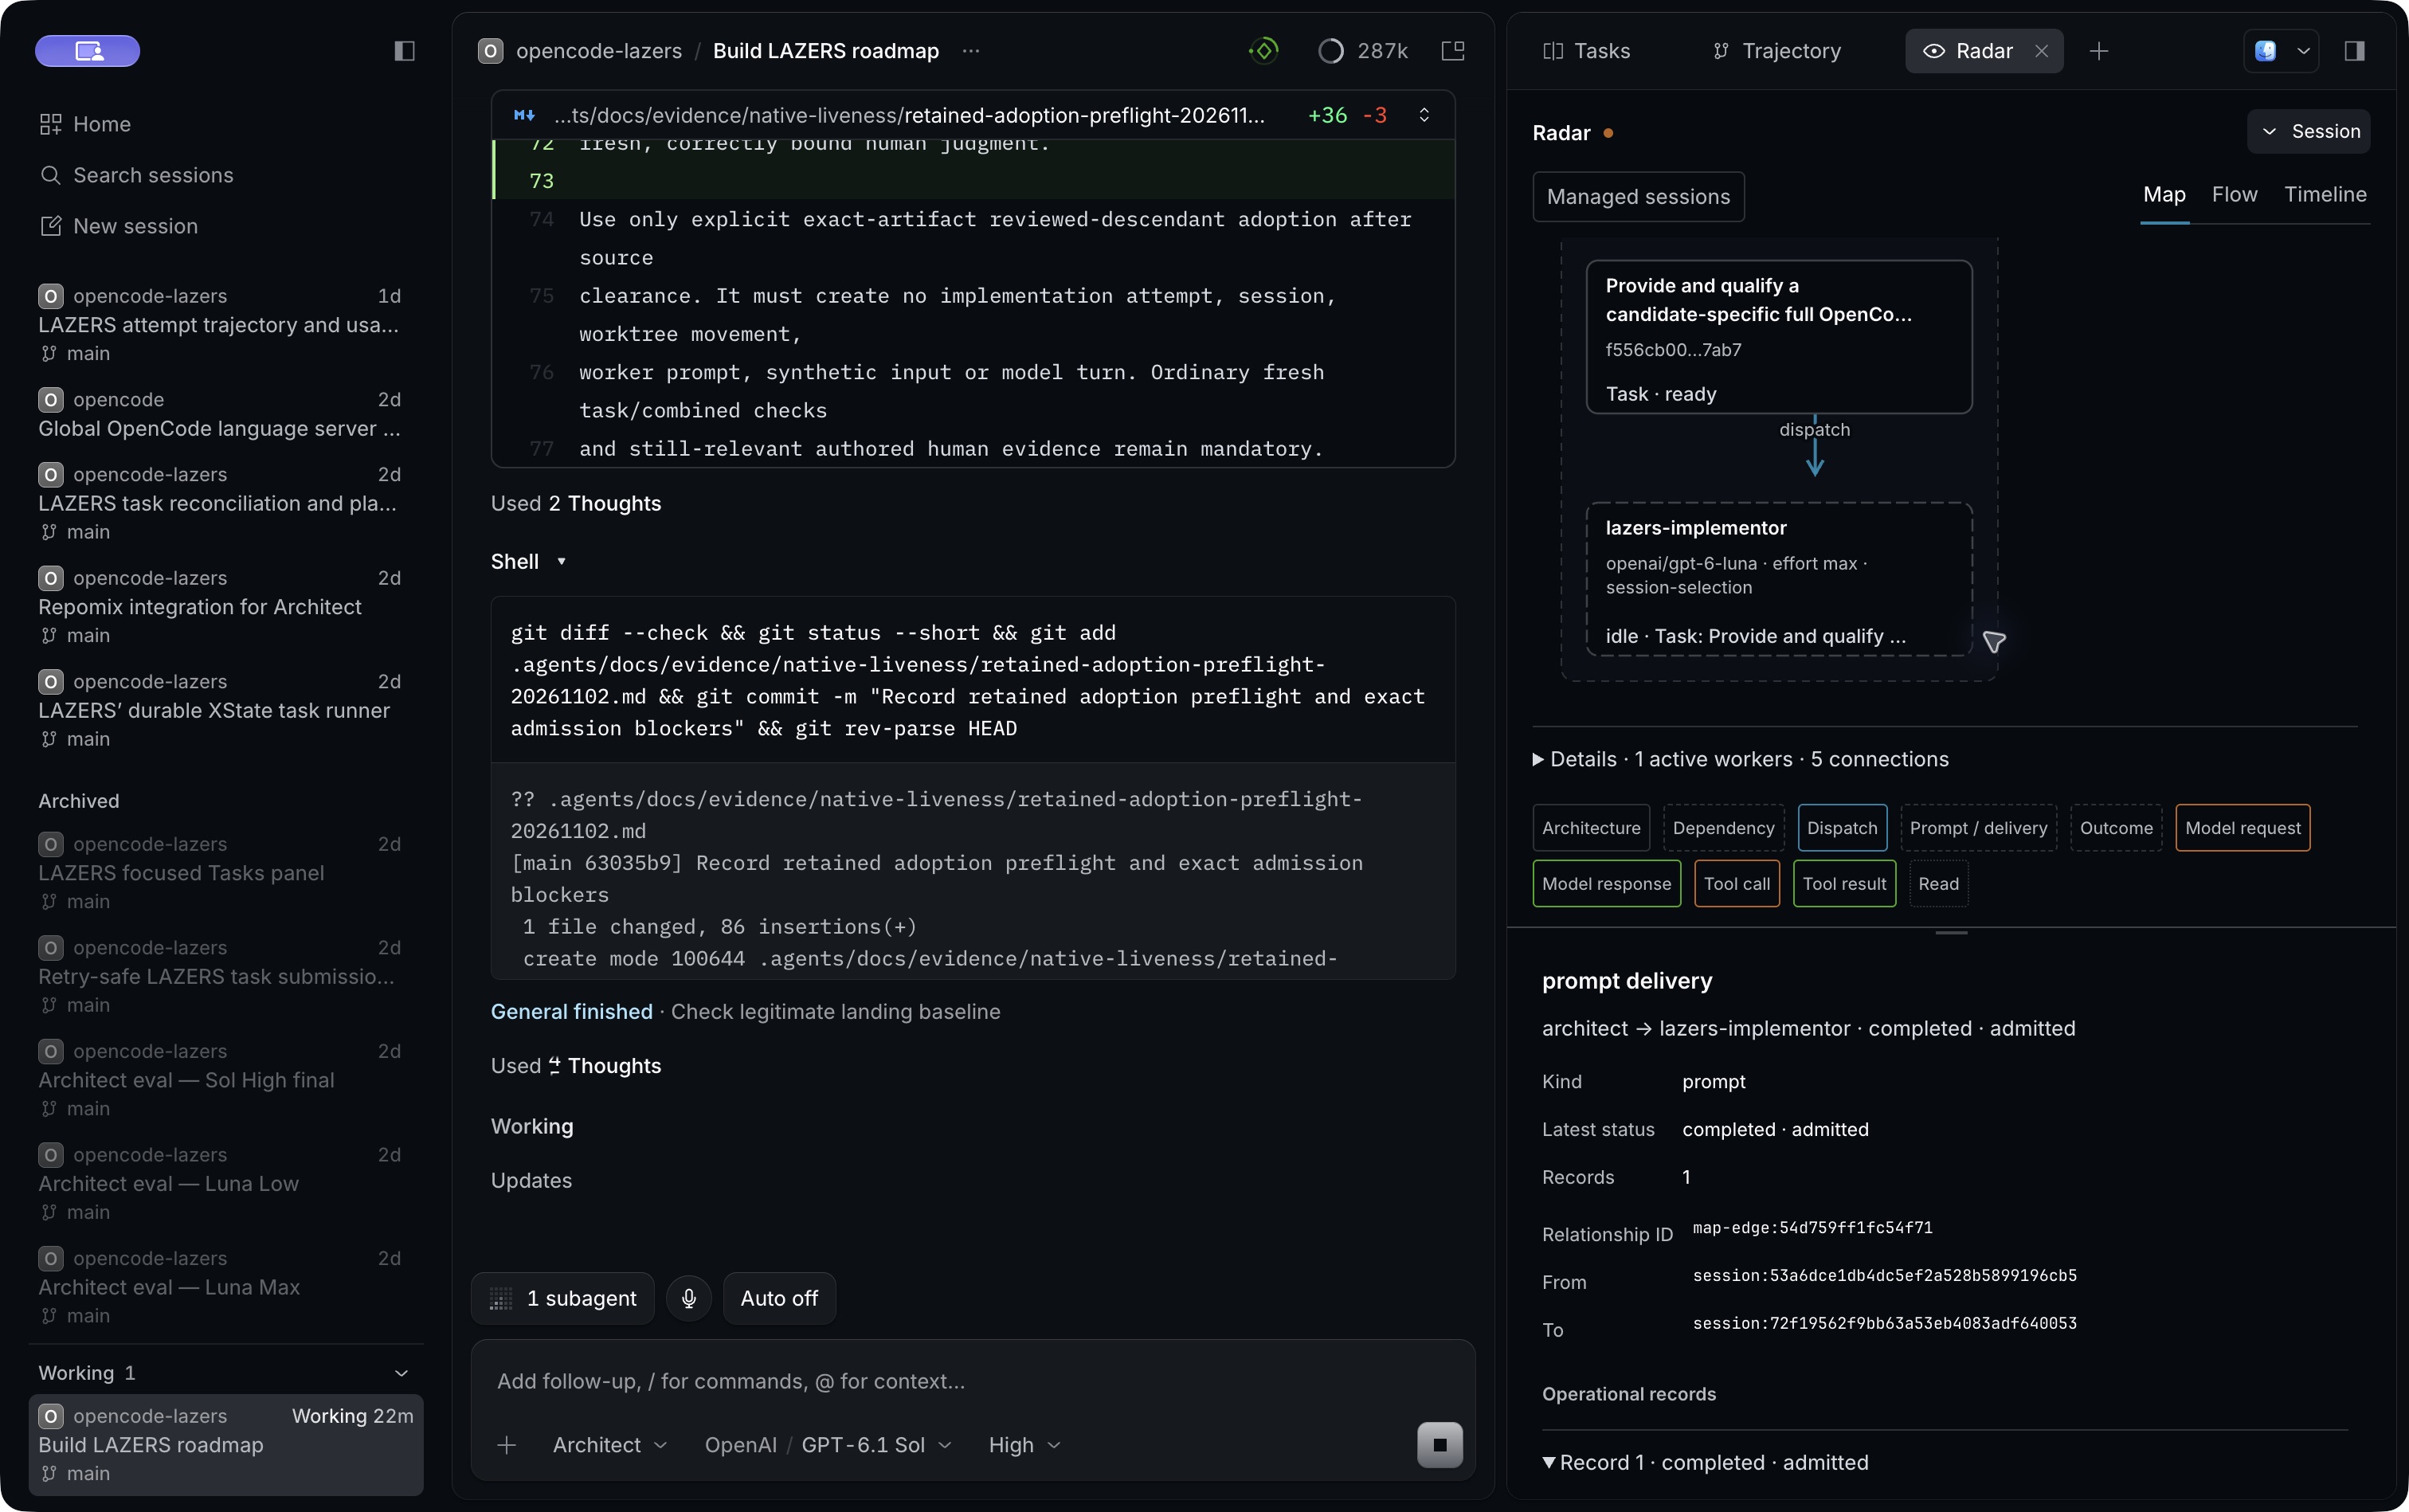 Home
Search sessions
New session
O opencode-lazers 1d
LAZERS attempt trajectory and usa...
main
O opencode 2d
Global OpenCode language server ...
O opencode-lazers 2d
LAZERS task reconciliation and pla...
main
O opencode-lazers 2d
Repomix integration for Architect
main
O opencode-lazers 2d
LAZERS’ durable XState task runner
main
Archived
O opencode-lazers 2d
LAZERS focused Tasks panel
main
O opencode-lazers 2d
Retry-safe LAZERS task submissio...
main
O opencode-lazers 2d
Architect eval — Sol High final
main
O opencode-lazers 2d
Architect eval — Luna Low
main
O opencode-lazers 2d
Architect eval — Luna Max
main
Working 1
O opencode-lazers Working 22m
Build LAZERS roadmap
main
O opencode-lazers / Build LAZERS roadmap ... 287k
M ...ts/docs/evidence/native-liveness/retained-adoption-preflight-202611... +36 -3
72 fresh, correctly bound human judgment.
73
74 Use only explicit exact-artifact reviewed-descendant adoption after
source
75 clearance. It must create no implementation attempt, session,
worktree movement,
76 worker prompt, synthetic input or model turn. Ordinary fresh
task/combined checks
77 and still-relevant authored human evidence remain mandatory.
Used 2 Thoughts
Shell
git diff --check && git status --short && git add
.agents/docs/evidence/native-liveness/retained-adoption-preflight-
20261102.md && git commit -m "Record retained adoption preflight and exact
admission blockers" && git rev-parse HEAD
?? .agents/docs/evidence/native-liveness/retained-adoption-preflight-
20261102.md
[main 63035b9] Record retained adoption preflight and exact admission
blockers
1 file changed, 86 insertions(+)
create mode 100644 .agents/docs/evidence/native-liveness/retained-
General finished · Check legitimate landing baseline
Used Thoughts
Working
Updates
1 subagent
Auto off
Add follow-up, / for commands, @ for context...
Architect OpenAI / GPT-6.1 Sol High
Tasks Trajectory Radar
Radar
Session
Managed sessions
Map Flow Timeline
Provide and qualify a
candidate-specific full OpenCo...
f556cb00...7ab7
Task · ready
dispatch
lazers-implementor
openai/gpt-6-luna · effort max ·
session-selection
idle · Task: Provide and qualify ...
Details · 1 active workers · 5 connections
Architecture Dependency Dispatch Prompt / delivery Outcome Model request
Model response Tool call Tool result Read
prompt delivery
architect → lazers-implementor · completed · admitted
Kind prompt
Latest status completed · admitted
Records 1
Relationship ID map-edge:54d759ff1fc54f71
From session:53a6dce1db4dc5ef2a528b5899196cb5
To session:72f19562f9bb63a53eb4083adf640053
Operational records
Record 1 · completed · admitted